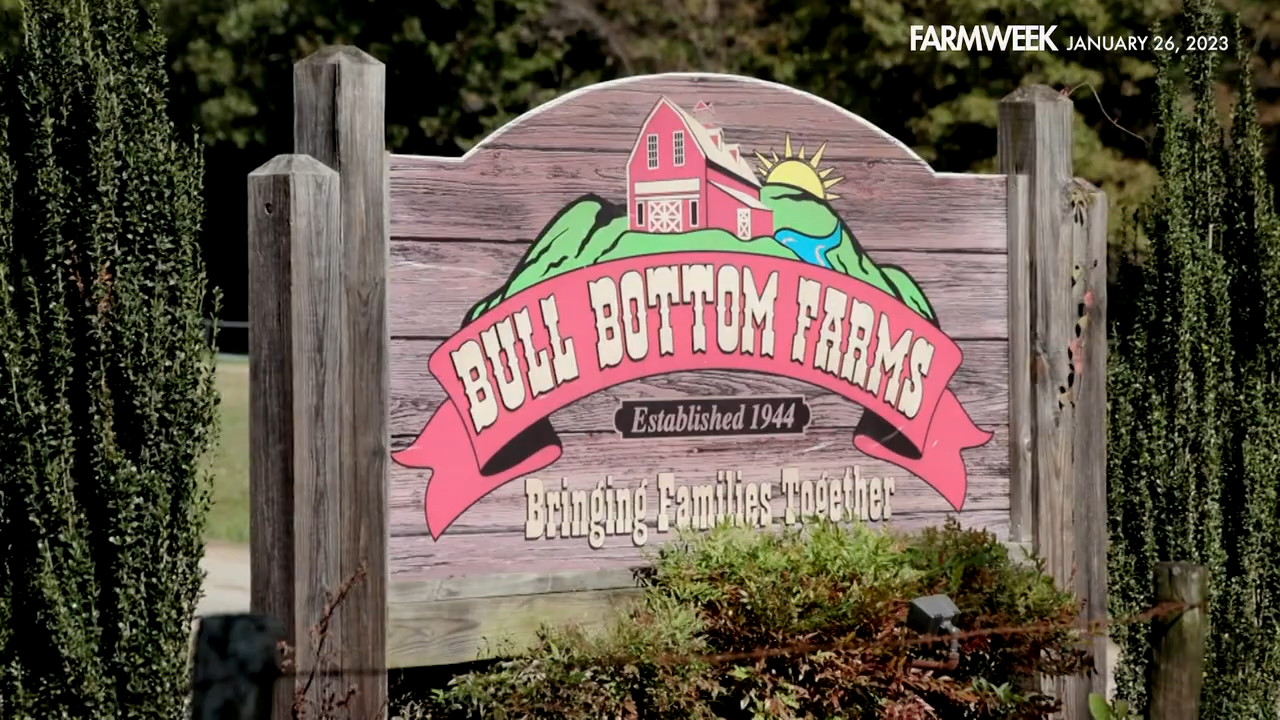 FARMWEEK JANUARY 26, 2023
BULL BOTTOM FARMS
Established 1944
Bringing Families Together